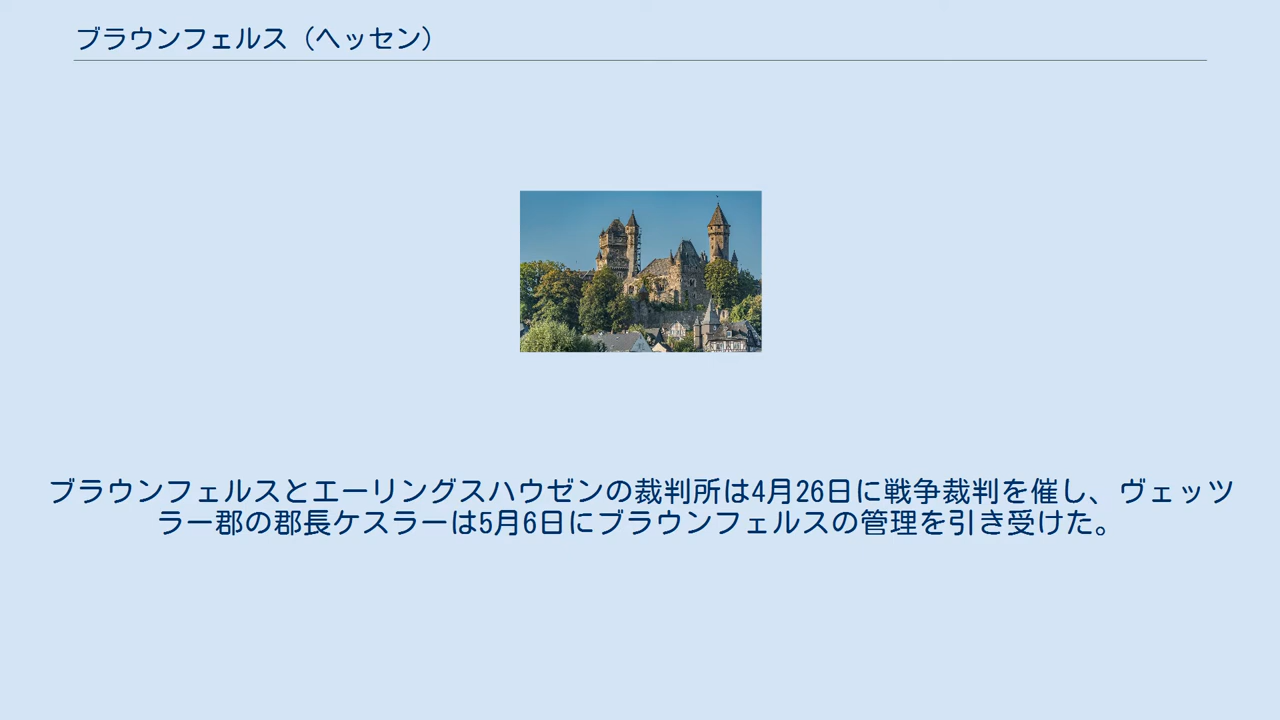 ブラウンフェルス（ヘッセン）
ブラウンフェルスとエーリングスハウゼンの裁判所は4月26日に戦争裁判を催し、ヴェッツ
ラー郡の郡長ケスラーは5月6日にブラウンフェルスの管理を引き受けた。